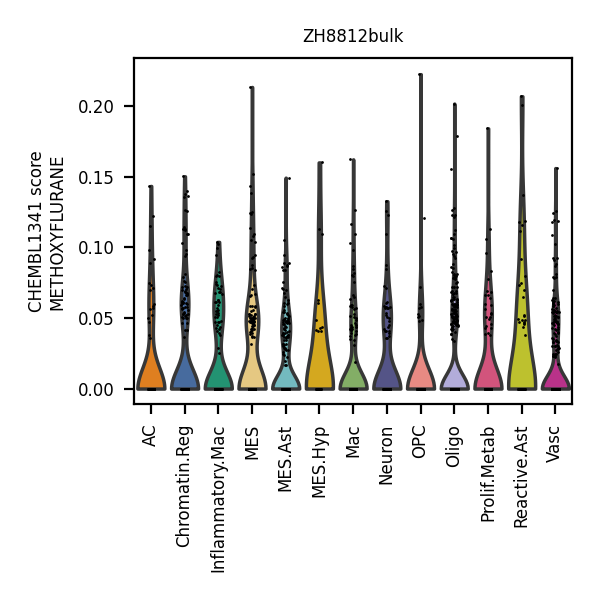 ZH8812bulk
CHEMBL1341 score
METHOXYFLURANE
0.20
0.15
0.10
0.05
0.00
AC
Chromatin.Reg
Inflammatory.Mac
MES
MES.Ast
MES.Hyp
Mac
Neuron
OPC
Oligo
Prolif.Metab
Reactive.Ast
Vasc